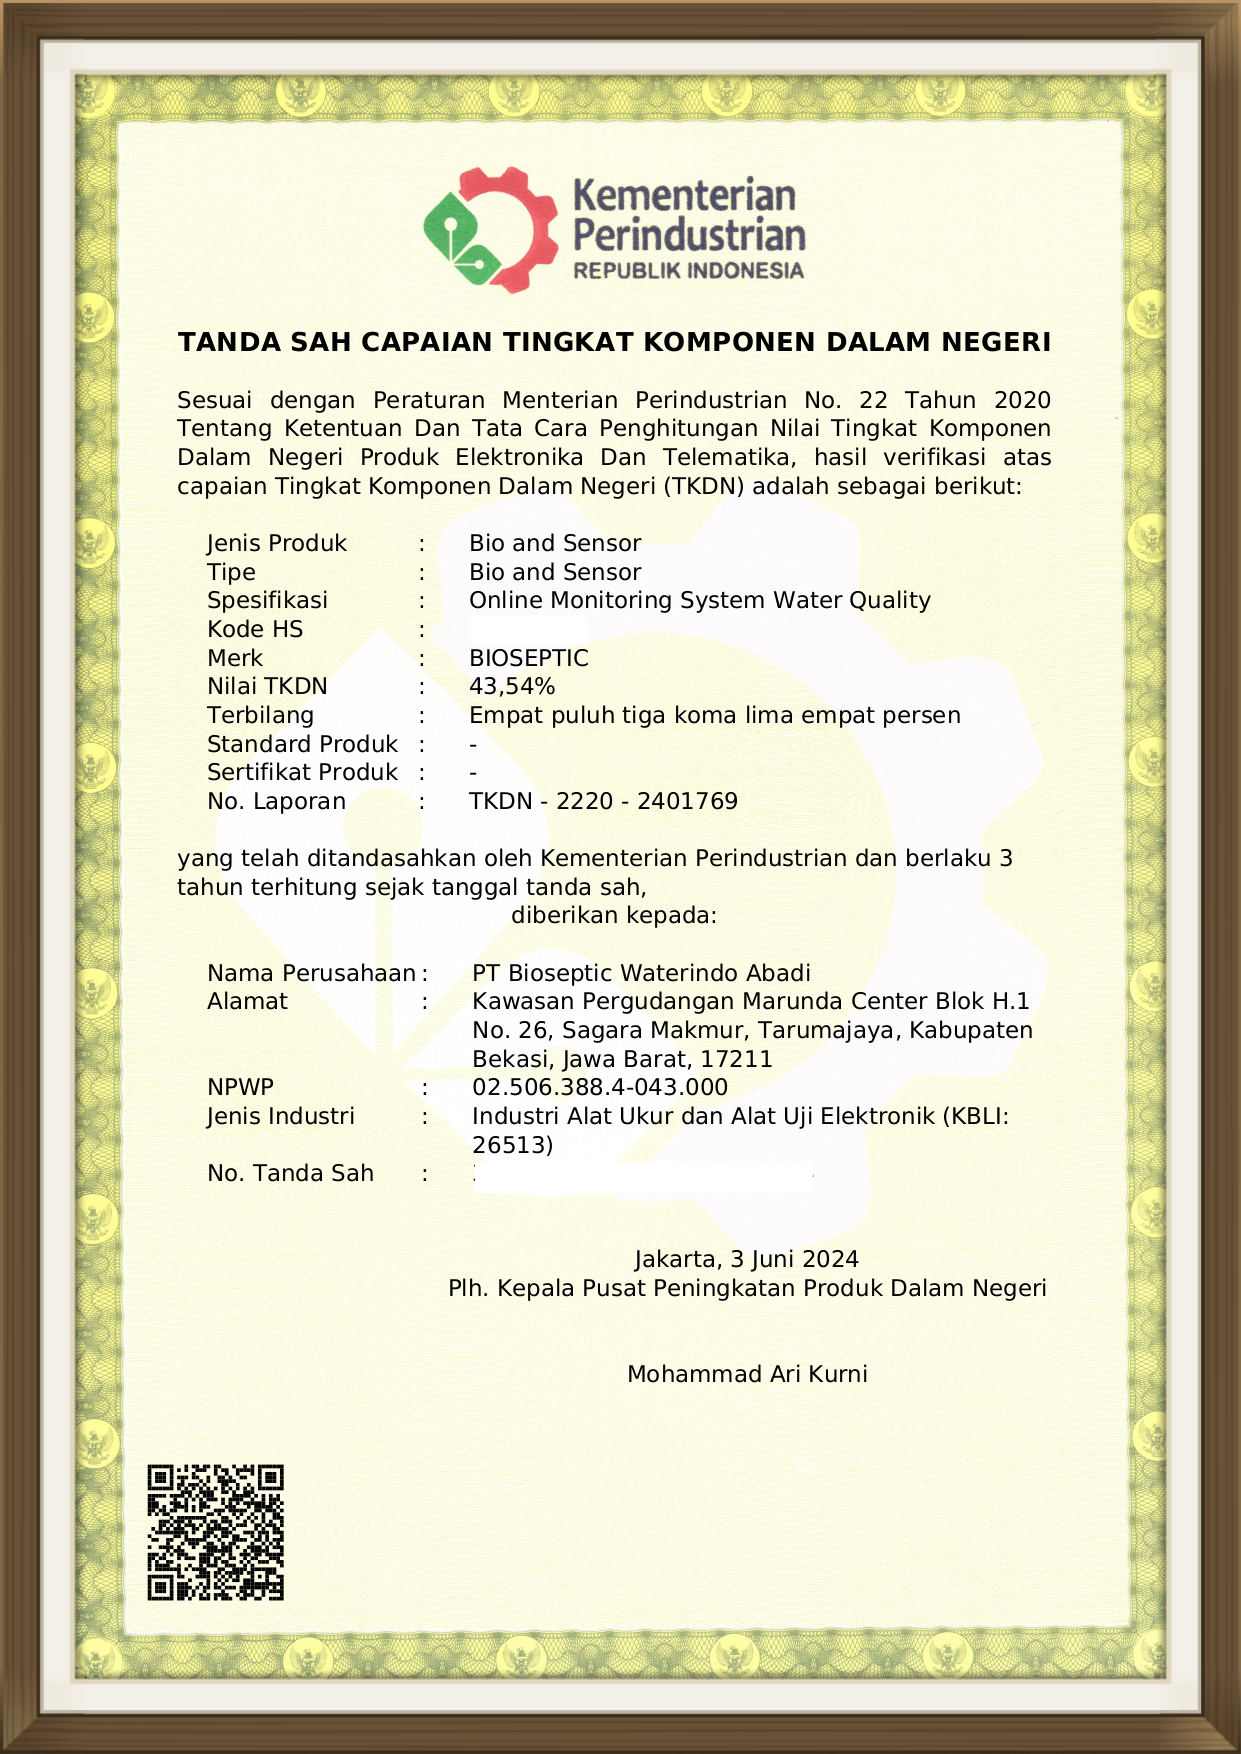 Kementerian
Perindustrian
REPUBLIK INDONESIA
TANDA SAH CAPAIAN TINGKAT KOMPONEN DALAM NEGERI
Sesuai dengan Peraturan Menterian Perindustrian No. 22 Tahun 2020
Tentang Ketentuan Dan Tata Cara Penghitungan Nilai Tingkat Komponen
Dalam Negeri Produk Elektronika Dan Telematika, hasil verifikasi atas
capaian Tingkat Komponen Dalam Negeri (TKDN) adalah sebagai berikut:
Jenis Produk : Bio and Sensor
Tipe : Bio and Sensor
Spesifikasi : Online Monitoring System Water Quality
Kode HS :
Merk : BIOSEPTIC
Nilai TKDN : 43,54%
Terbilang : Empat puluh tiga koma lima empat persen
Standard Produk : -
Sertifikat Produk : -
No. Laporan : TKDN - 2220 - 2401769
yang telah ditandasahkan oleh Kementerian Perindustrian dan berlaku 3
tahun terhitung sejak tanggal tanda sah,
diberikan kepada:
Nama Perusahaan : PT Bioseptic Waterindo Abadi
Alamat : Kawasan Pergudangan Marunda Center Blok H.1
No. 26, Sagara Makmur, Tarumajaya, Kabupaten
Bekasi, Jawa Barat, 17211
NPWP : 02.506.388.4-043.000
Jenis Industri : Industri Alat Ukur dan Alat Uji Elektronik (KBLI:
26513)
No. Tanda Sah :
Jakarta, 3 Juni 2024
Plh. Kepala Pusat Peningkatan Produk Dalam Negeri
Mohammad Ari Kurni